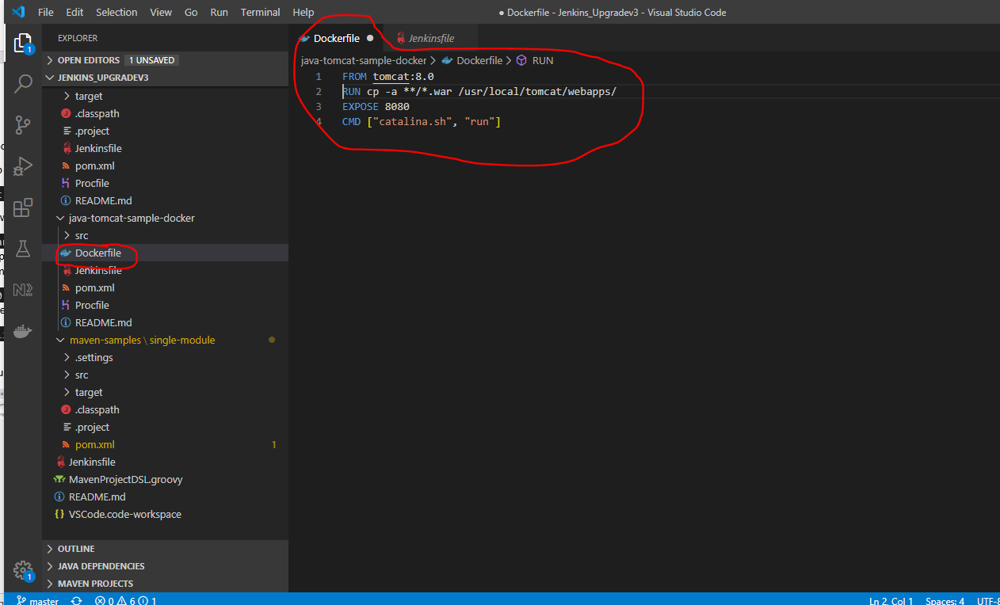 File Edit Selection View Go Run Terminal Help
● Dockerfile - Jenkins_Upgradev3 - Visual Studio Code
1
1
EXPLORER
OPEN EDITORS 1 UNSAVED
JENKINS_UPGRADEV3
target
.classpath
.project
Jenkinsfile
pom.xml
Procfile
README.md
java-tomcat-sample-docker
src
Dockerfile
Jenkinsfile
pom.xml
Procfile
README.md
maven-samples \ single-module
.settings
src
target
.classpath
.project
pom.xml 1
Jenkinsfile
MavenProjectDSL.groovy
README.md
VSCode.code-workspace
OUTLINE
JAVA DEPENDENCIES
MAVEN PROJECTS
Dockerfile ● Jenkinsfile
java-tomcat-sample-docker > Dockerfile > RUN
1 FROM tomcat:8.0
2 RUN cp -a **/*.war /usr/local/tomcat/webapps/
3 EXPOSE 8080
4 CMD ["catalina.sh", "run"]
master 0 6 1 Ln 2, Col 1 Spaces: 4